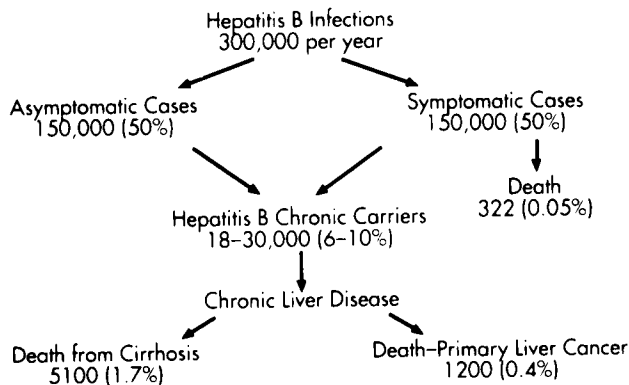 Hepatitis B Infections
300,000 per year
Asymptomatic Cases
150,000 (50%)
Symptomatic Cases
150,000 (50%)
Death
322 (0.05%)
Hepatitis B Chronic Carriers
18–30,000 (6–10%)
Chronic Liver Disease
Death from Cirrhosis
5100 (1.7%)
Death–Primary Liver Cancer
1200 (0.4%)